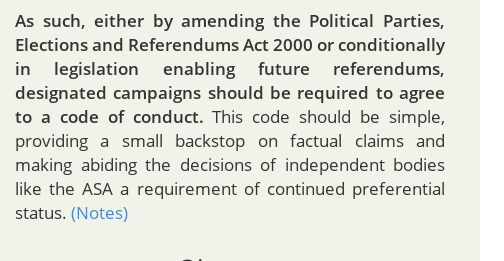 As such, either by amending the Political Parties,
Elections and Referendums Act 2000 or conditionally
in legislation enabling future referendums,
designated campaigns should be required to agree
to a code of conduct. This code should be simple,
providing a small backstop on factual claims and
making abiding the decisions of independent bodies
like the ASA a requirement of continued preferential
status. (Notes)